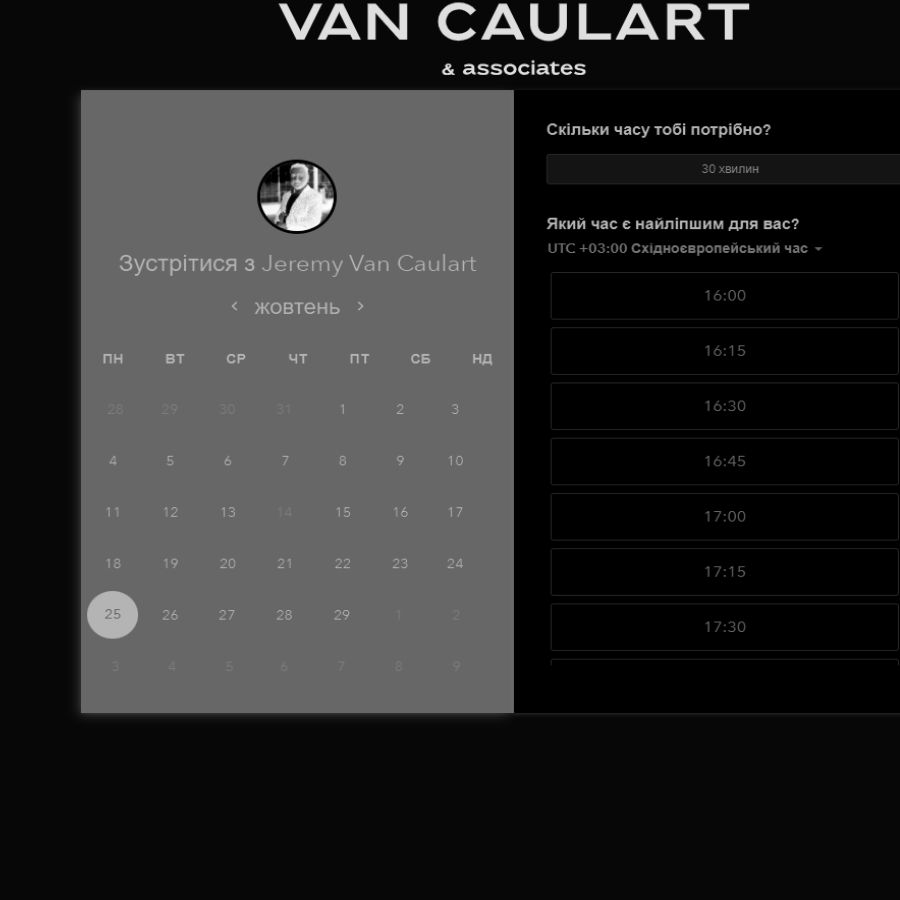 VAN CAULART
& associates
Зустрітися з Jeremy Van Caulart
жовтень
ПН ВТ СР ЧТ ПТ СБ НД
28 29 30 31 1 2 3
4 5 6 7 8 9 10
11 12 13 14 15 16 17
18 19 20 21 22 23 24
25 26 27 28 29 1 2
3 4 5 6 7 8 9
Скільки часу тобі потрібно?
30 хвилин
Який час є найліпшим для вас?
UTC +03:00 Східноєвропейський час
16:00
16:15
16:30
16:45
17:00
17:15
17:30